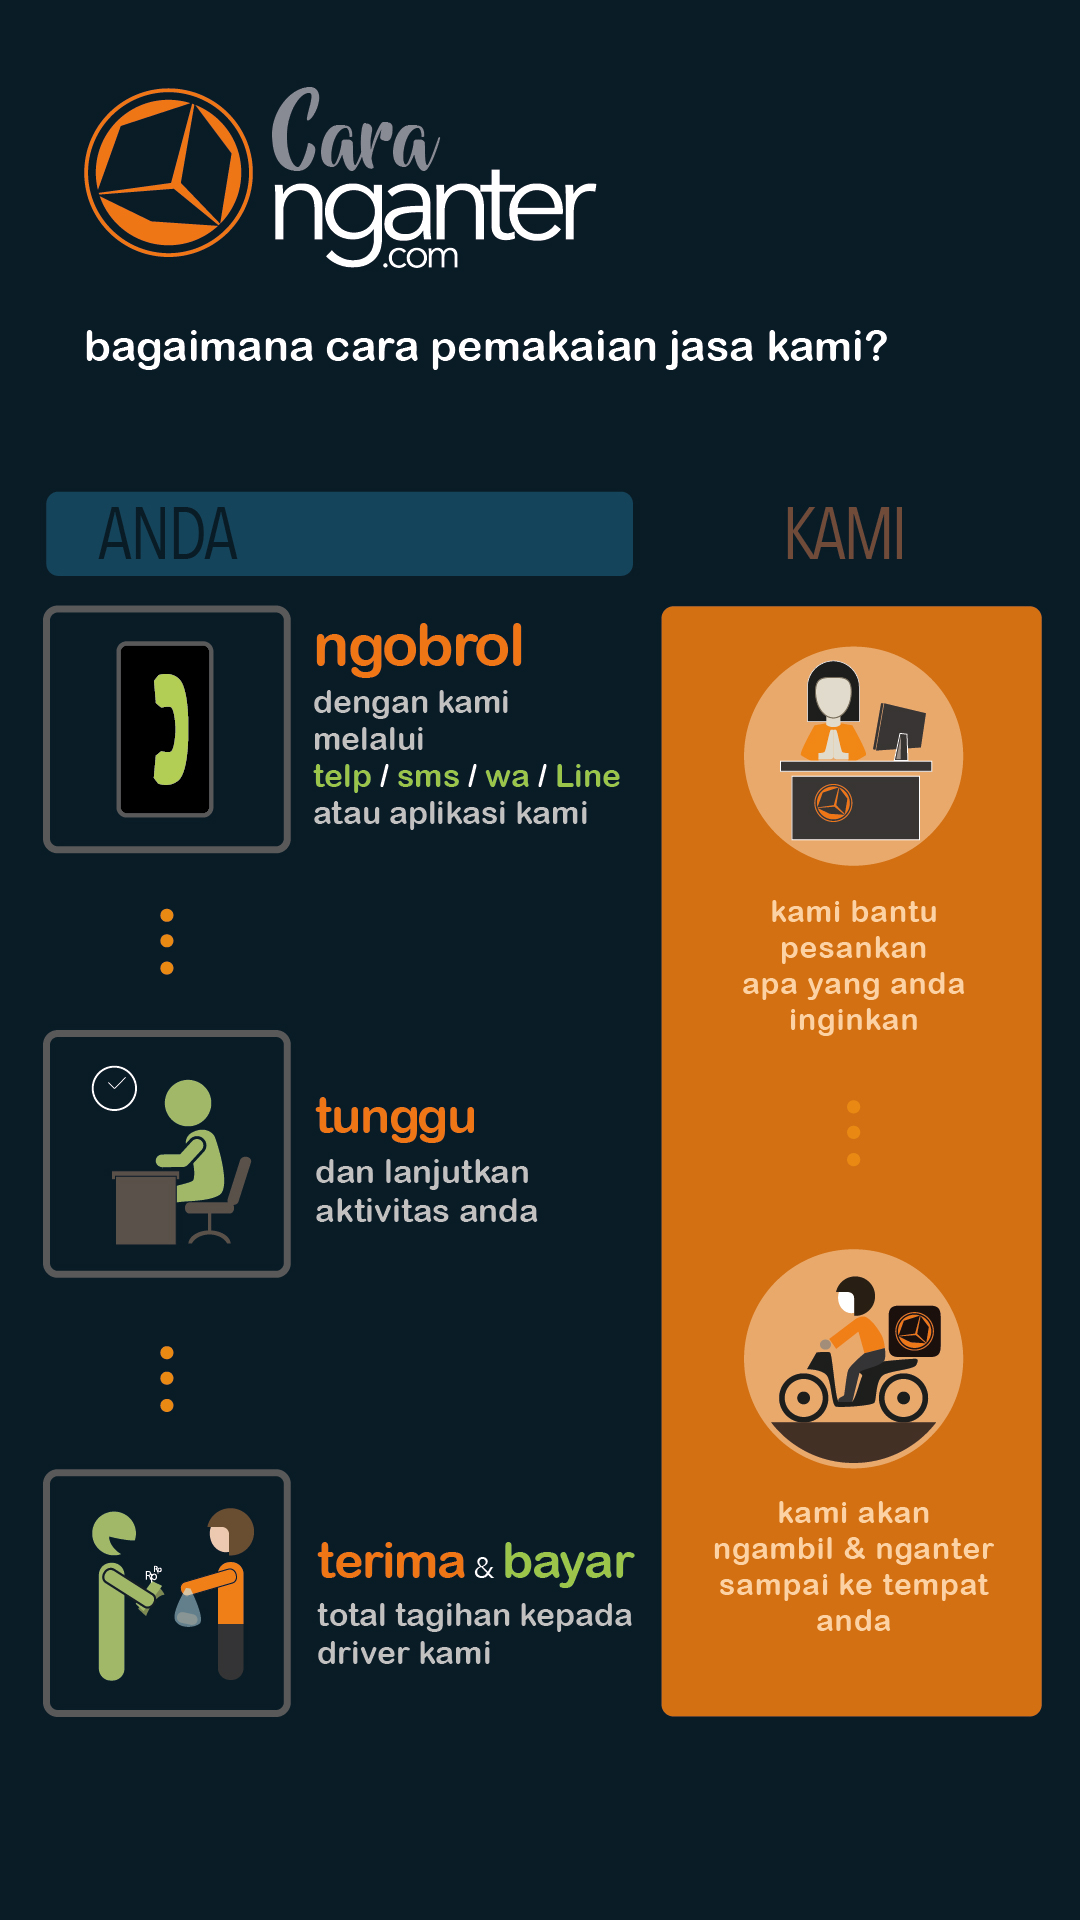 Cara
nganter
.com
bagaimana cara pemakaian jasa kami?
ANDA
ngobrol
dengan kami
melalui
telp / sms / wa / Line
atau aplikasi kami
tunggu
dan lanjutkan
aktivitas anda
Rp Rp
terima & bayar
total tagihan kepada
driver kami
KAMI
kami bantu
pesankan
apa yang anda
inginkan
kami akan
ngambil & nganter
sampai ke tempat
anda